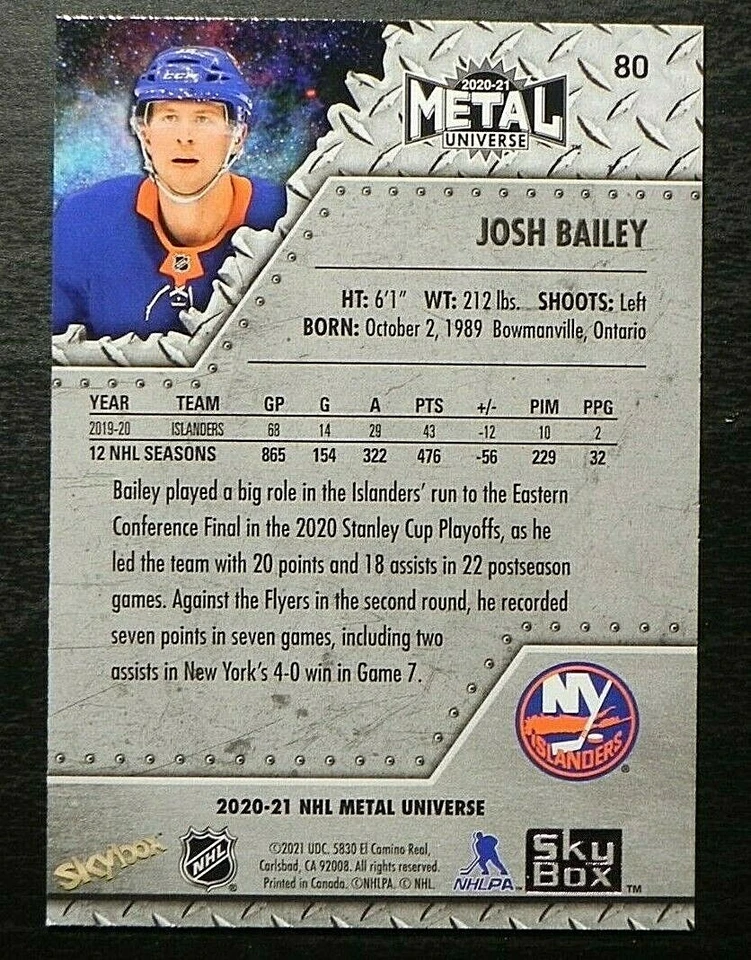 CCM
80
2020-21
METAL
UNIVERSE
JOSH BAILEY
HT: 6'1" WT: 212 lbs. SHOOTS: Left
BORN: October 2, 1989 Bowmanville, Ontario
YEAR TEAM GP G A PTS +/- PIM PPG
2019-20 ISLANDERS 68 14 29 43 -12 10 2
12 NHL SEASONS 865 154 322 476 -56 229 32
Bailey played a big role in the Islanders' run to the Eastern
Conference Final in the 2020 Stanley Cup Playoffs, as he
led the team with 20 points and 18 assists in 22 postseason
games. Against the Flyers in the second round, he recorded
seven points in seven games, including two
assists in New York's 4-0 win in Game 7.
NY
ISLANDERS
®
2020-21 NHL METAL UNIVERSE
Skybox
NHL
®
©2021 UDC. 5830 El Camino Real,
Carlsbad, CA 92008. All rights reserved.
Printed in Canada. ©NHLPA. © NHL.
NHLPA™
Sky
Box
TM